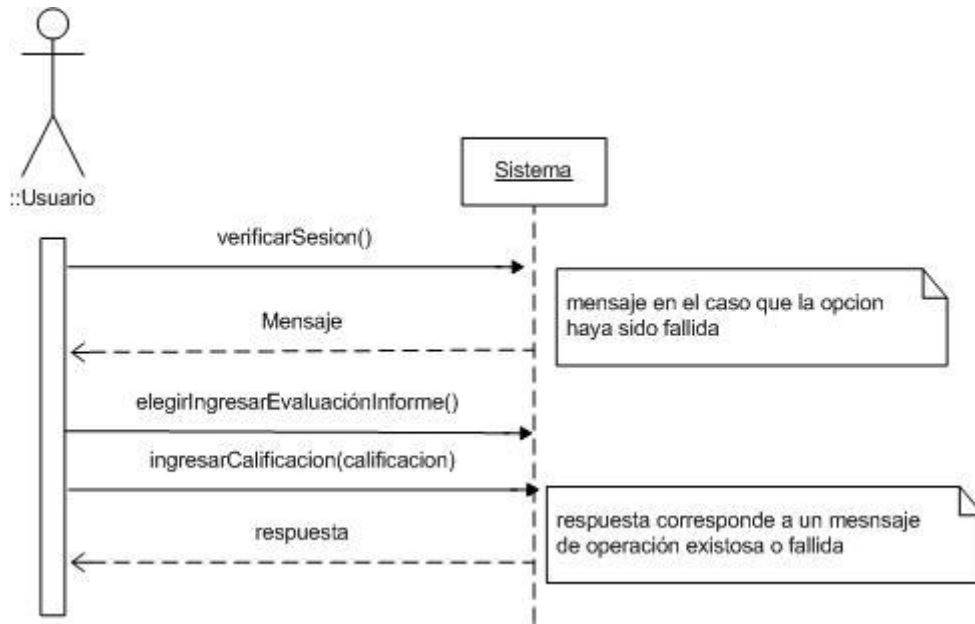 ::Usuario
Sistema
verificarSesion()
mensaje en el caso que la opcion
haya sido fallida
Mensaje
elegirIngresarEvaluaciónInforme()
ingresarCalificacion(calificacion)
respuesta corresponde a un mesnsaje
de operación existosa o fallida
respuesta